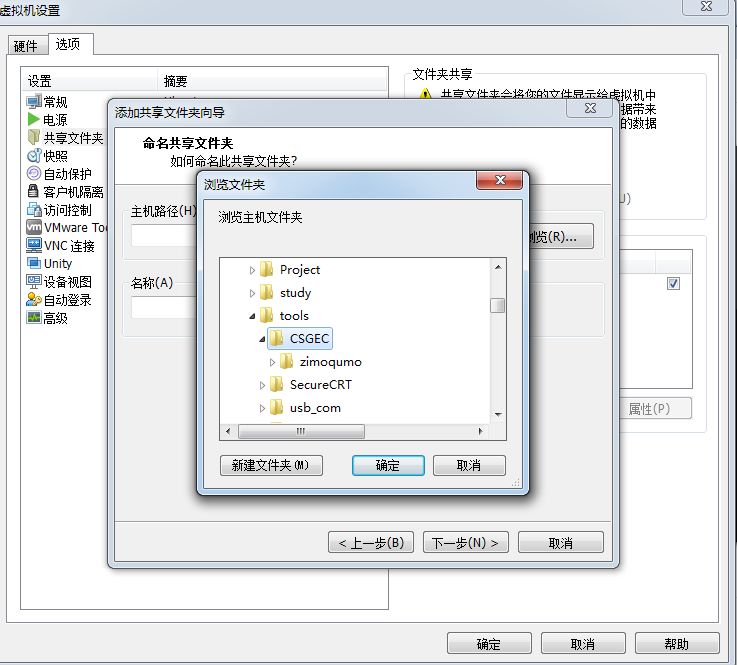 虚拟机设置
硬件 选项
设置 摘要
常规
电源
共享文件夹
快照
自动保护
客户机隔离
访问控制
VMware To
VNC 连接
Unity
设备视图
自动登录
高级
文件夹共享
共享文件夹会将您的文件显示给虚拟机中
据带来
的数据
属性(P)
添加共享文件夹向导
命名共享文件夹
如何命名此共享文件夹?
主机路径(H)
览(R)...
名称(A)
浏览文件夹
浏览主机文件夹
Project
study
tools
CSGEC
zimoqumo
SecureCRT
usb_com
新建文件夹(M) 确定 取消
< 上一步(B) 下一步(N) > 取消
确定 取消 帮助